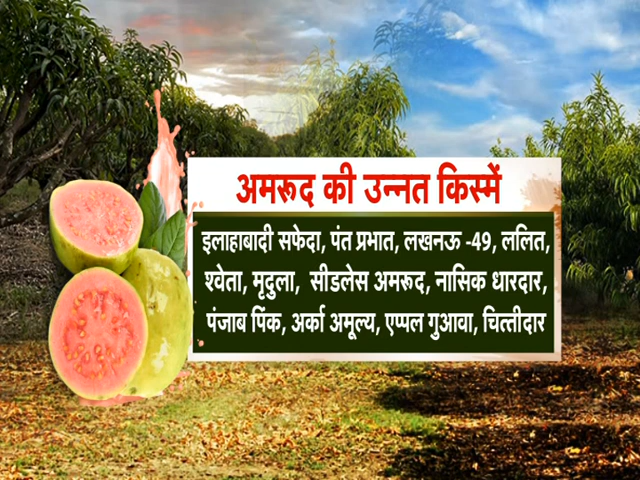 अमरूद की उन्नत किस्में
इलाहाबादी सफेदा, पंत प्रभात, लखनऊ -49, ललित,
श्वेता, मृदुला, सीडलेस अमरूद, नासिक धारदार,
पंजाब पिंक, अर्का अमूल्य, एप्पल गुआवा, चित्तीदार